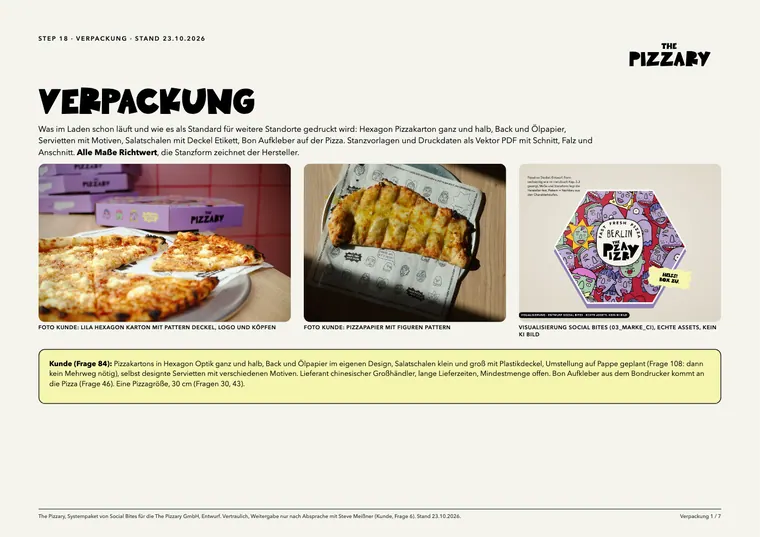 STEP 18 · VERPACKUNG · STAND 23.10.2026
THE
PIZZARY
VERPACKUNG
Was im Laden schon läuft und wie es als Standard für weitere Standorte gedruckt wird: Hexagon Pizzakarton ganz und halb, Back und Ölpapier,
Servietten mit Motiven, Salatschalen mit Deckel Etikett, Bon Aufkleber auf der Pizza. Stanzvorlagen und Druckdaten als Vektor PDF mit Schnitt, Falz und
Anschnitt. Alle Maße Richtwert, die Stanzform zeichnet der Hersteller.
THE
PIZZARY
EASY FRESH PIZZA
BERLIN
THE
PIZAY
PIZRY
FOTO KUNDE: LILA HEXAGON KARTON MIT PATTERN DECKEL, LOGO UND KÖPFEN
FOTO KUNDE: PIZZAPAPIER MIT FIGUREN PATTERN
VISUALISIERUNG SOCIAL BITES (03_MARKE_CI), ECHTE ASSETS, KEIN
KI BILD
Kunde (Frage 84): Pizzakartons in Hexagon Optik ganz und halb, Back und Ölpapier im eigenen Design, Salatschalen klein und groß mit Plastikdeckel, Umstellung auf Pappe geplant (Frage 108: dann
kein Mehrweg nötig), selbst designte Servietten mit verschiedenen Motiven. Lieferant chinesischer Großhändler, lange Lieferzeiten, Mindestmenge offen. Bon Aufkleber aus dem Bondrucker kommt an
die Pizza (Frage 46). Eine Pizzagröße, 30 cm (Fragen 30, 43).
The Pizzary, Systempaket von Social Bites für die The Pizzary GmbH, Entwurf. Vertraulich, Weitergabe nur nach Absprache mit Steve Meißner (Kunde, Frage 6). Stand 23.10.2026.
Verpackung 1 / 7